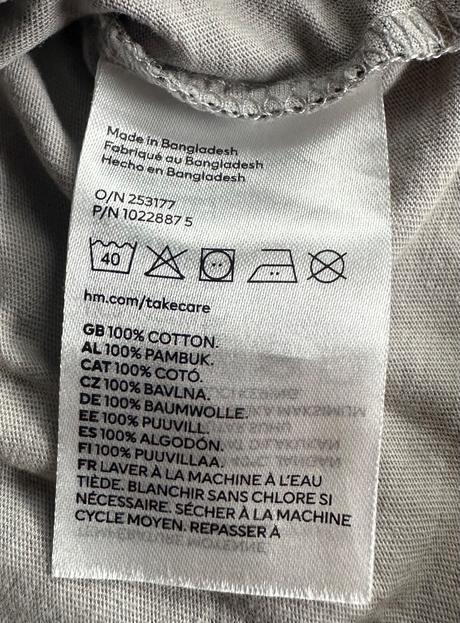 Made in Bangladesh
Fabriqué au Bangladesh
Hecho en Bangladesh
O/N 253177
P/N 1022887 5
40
hm.com/takecare
GB 100% COTTON.
AL 100% PAMBUK.
CAT 100% COTÓ.
CZ 100% BAVLNA.
DE 100% BAUMWOLLE.
EE 100% PUUVILL.
ES 100% ALGODÓN.
FI 100% PUUVILLAA.
FR LAVER À LA MACHINE À L'EAU
TIÈDE. BLANCHIR SANS CHLORE SI
NÉCESSAIRE. SÉCHER À LA MACHINE
CYCLE MOYEN. REPASSER À